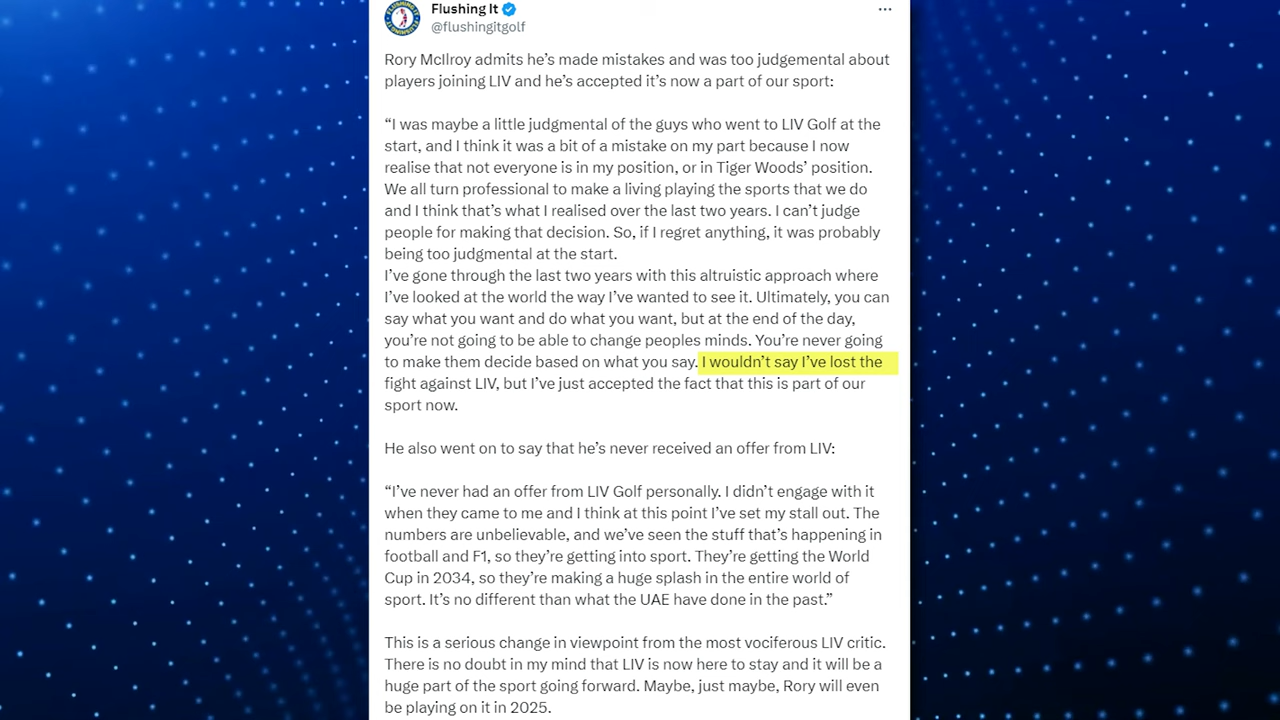 Flushing It
@flushingitgolf
Rory McIlroy admits he's made mistakes and was too judgemental about
players joining LIV and he's accepted it's now a part of our sport:
“I was maybe a little judgmental of the guys who went to LIV Golf at the
start, and I think it was a bit of a mistake on my part because I now
realise that not everyone is in my position, or in Tiger Woods’ position.
We all turn professional to make a living playing the sports that we do
and I think that’s what I realised over the last two years. I can’t judge
people for making that decision. So, if I regret anything, it was probably
being too judgmental at the start.
I’ve gone through the last two years with this altruistic approach where
I’ve looked at the world the way I’ve wanted to see it. Ultimately, you can
say what you want and do what you want, but at the end of the day,
you’re not going to be able to change peoples minds. You’re never going
to make them decide based on what you say. I wouldn’t say I’ve lost the
fight against LIV, but I’ve just accepted the fact that this is part of our
sport now.
He also went on to say that he’s never received an offer from LIV:
“I’ve never had an offer from LIV Golf personally. I didn’t engage with it
when they came to me and I think at this point I’ve set my stall out. The
numbers are unbelievable, and we’ve seen the stuff that’s happening in
football and F1, so they’re getting into sport. They’re getting the World
Cup in 2034, so they’re making a huge splash in the entire world of
sport. It’s no different than what the UAE have done in the past.”
This is a serious change in viewpoint from the most vociferous LIV critic.
There is no doubt in my mind that LIV is now here to stay and it will be a
huge part of the sport going forward. Maybe, just maybe, Rory will even
be playing on it in 2025.